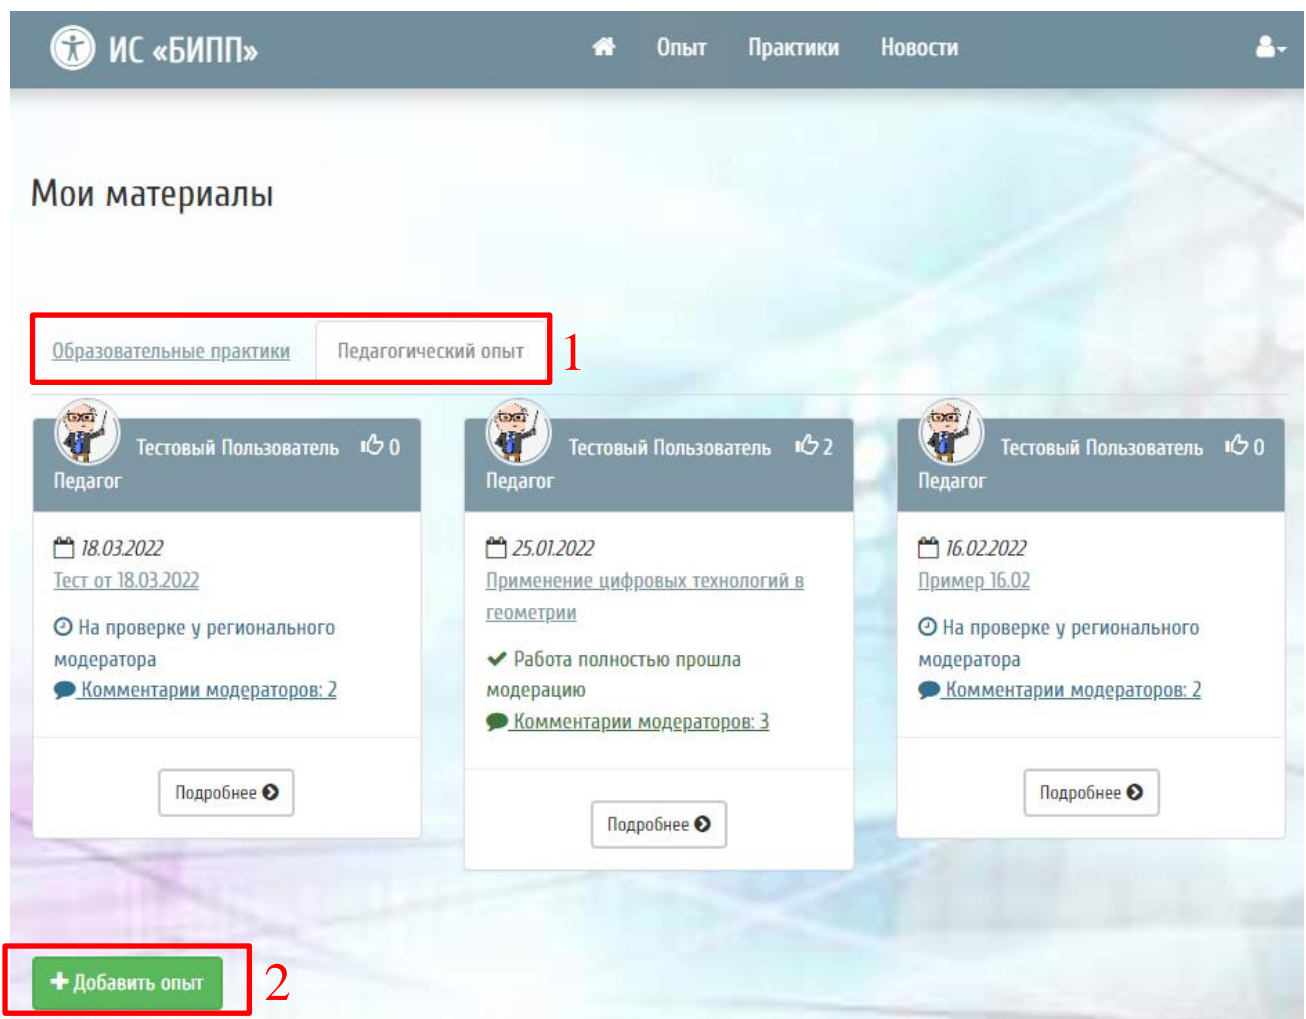 ИС «БИПП»
Опыт Практики Новости
Мои материалы
Образовательные практики Педагогический опыт 1
Тестовый Пользователь 0
Педагог
18.03.2022
Тест от 18.03.2022
На проверке у регионального
модератора
Комментарии модераторов: 2
Подробнее
Тестовый Пользователь 2
Педагог
25.01.2022
Применение цифровых технологий в
геометрии
Работа полностью прошла
модерацию
Комментарии модераторов: 3
Подробнее
Тестовый Пользователь 0
Педагог
16.02.2022
Пример 16.02
На проверке у регионального
модератора
Комментарии модераторов: 2
Подробнее
Добавить опыт 2